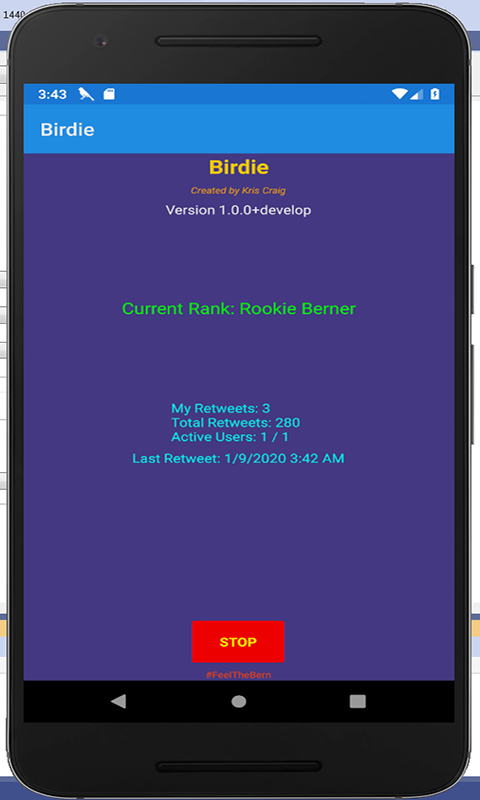 1440
3:43
Birdie
Birdie
Created by Kris Craig
Version 1.0.0+develop
Current Rank: Rookie Berner
My Retweets: 3
Total Retweets: 280
Active Users: 1 / 1
Last Retweet: 1/9/2020 3:42 AM
STOP
#FeelTheBern